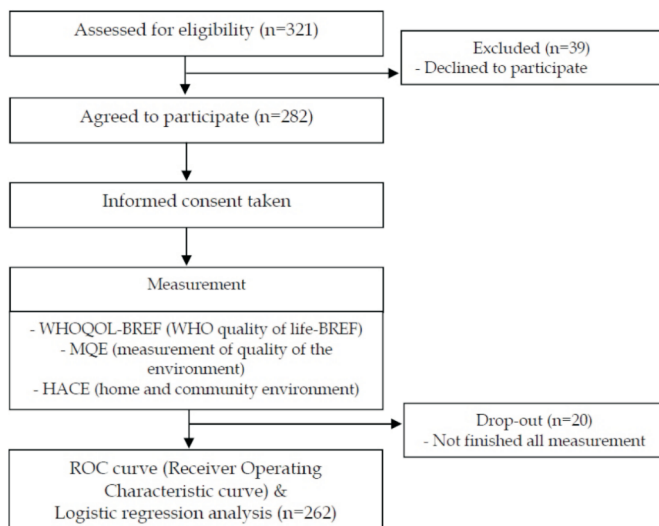 Assessed for eligibility (n=321)
Excluded (n=39)
- Declined to participate
Agreed to participate (n=282)
Informed consent taken
Measurement
- WHOQOL-BREF (WHO quality of life-BREF)
- MQE (measurement of quality of the
environment)
- HACE (home and community environment)
Drop-out (n=20)
- Not finished all measurement
ROC curve (Receiver Operating
Characteristic curve) &
Logistic regression analysis (n=262)